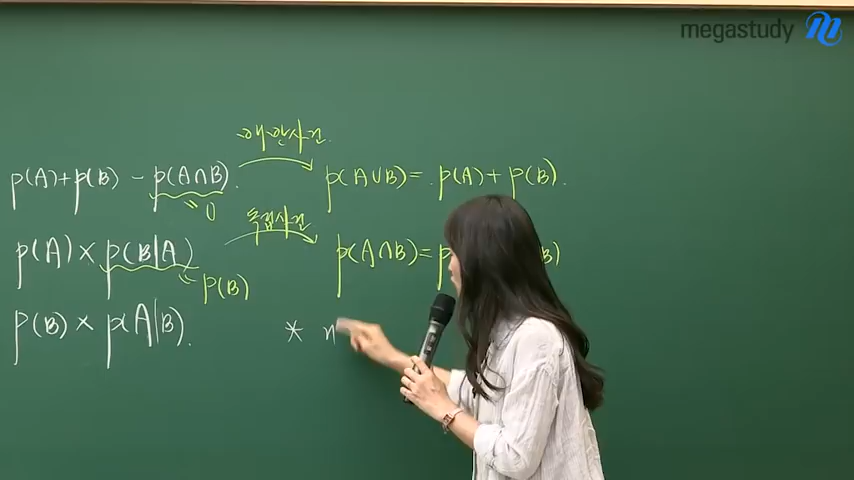 megastudy
배반사건
p(A)+p(B) - p(A∩B). p(A∪B)= p(A)+ p(B).
0
독립사건
p(A)× p(B|A) p(A∩B)= p B)
p(B)
p(B)× p(A|B). * n